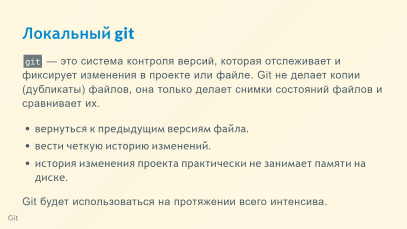 Локальный git
git — это система контроля версий, которая отслеживает и
фиксирует изменения в проекте или файле. Git не делает копии
(дубликаты) файлов, она только делает снимки состояний файлов и
сравнивает их.
• вернуться к предыдущим версиям файла.
• вести четкую историю изменений.
• история изменения проекта практически не занимает памяти на
диске.
Git будет использоваться на протяжении всего интенсива.
Git